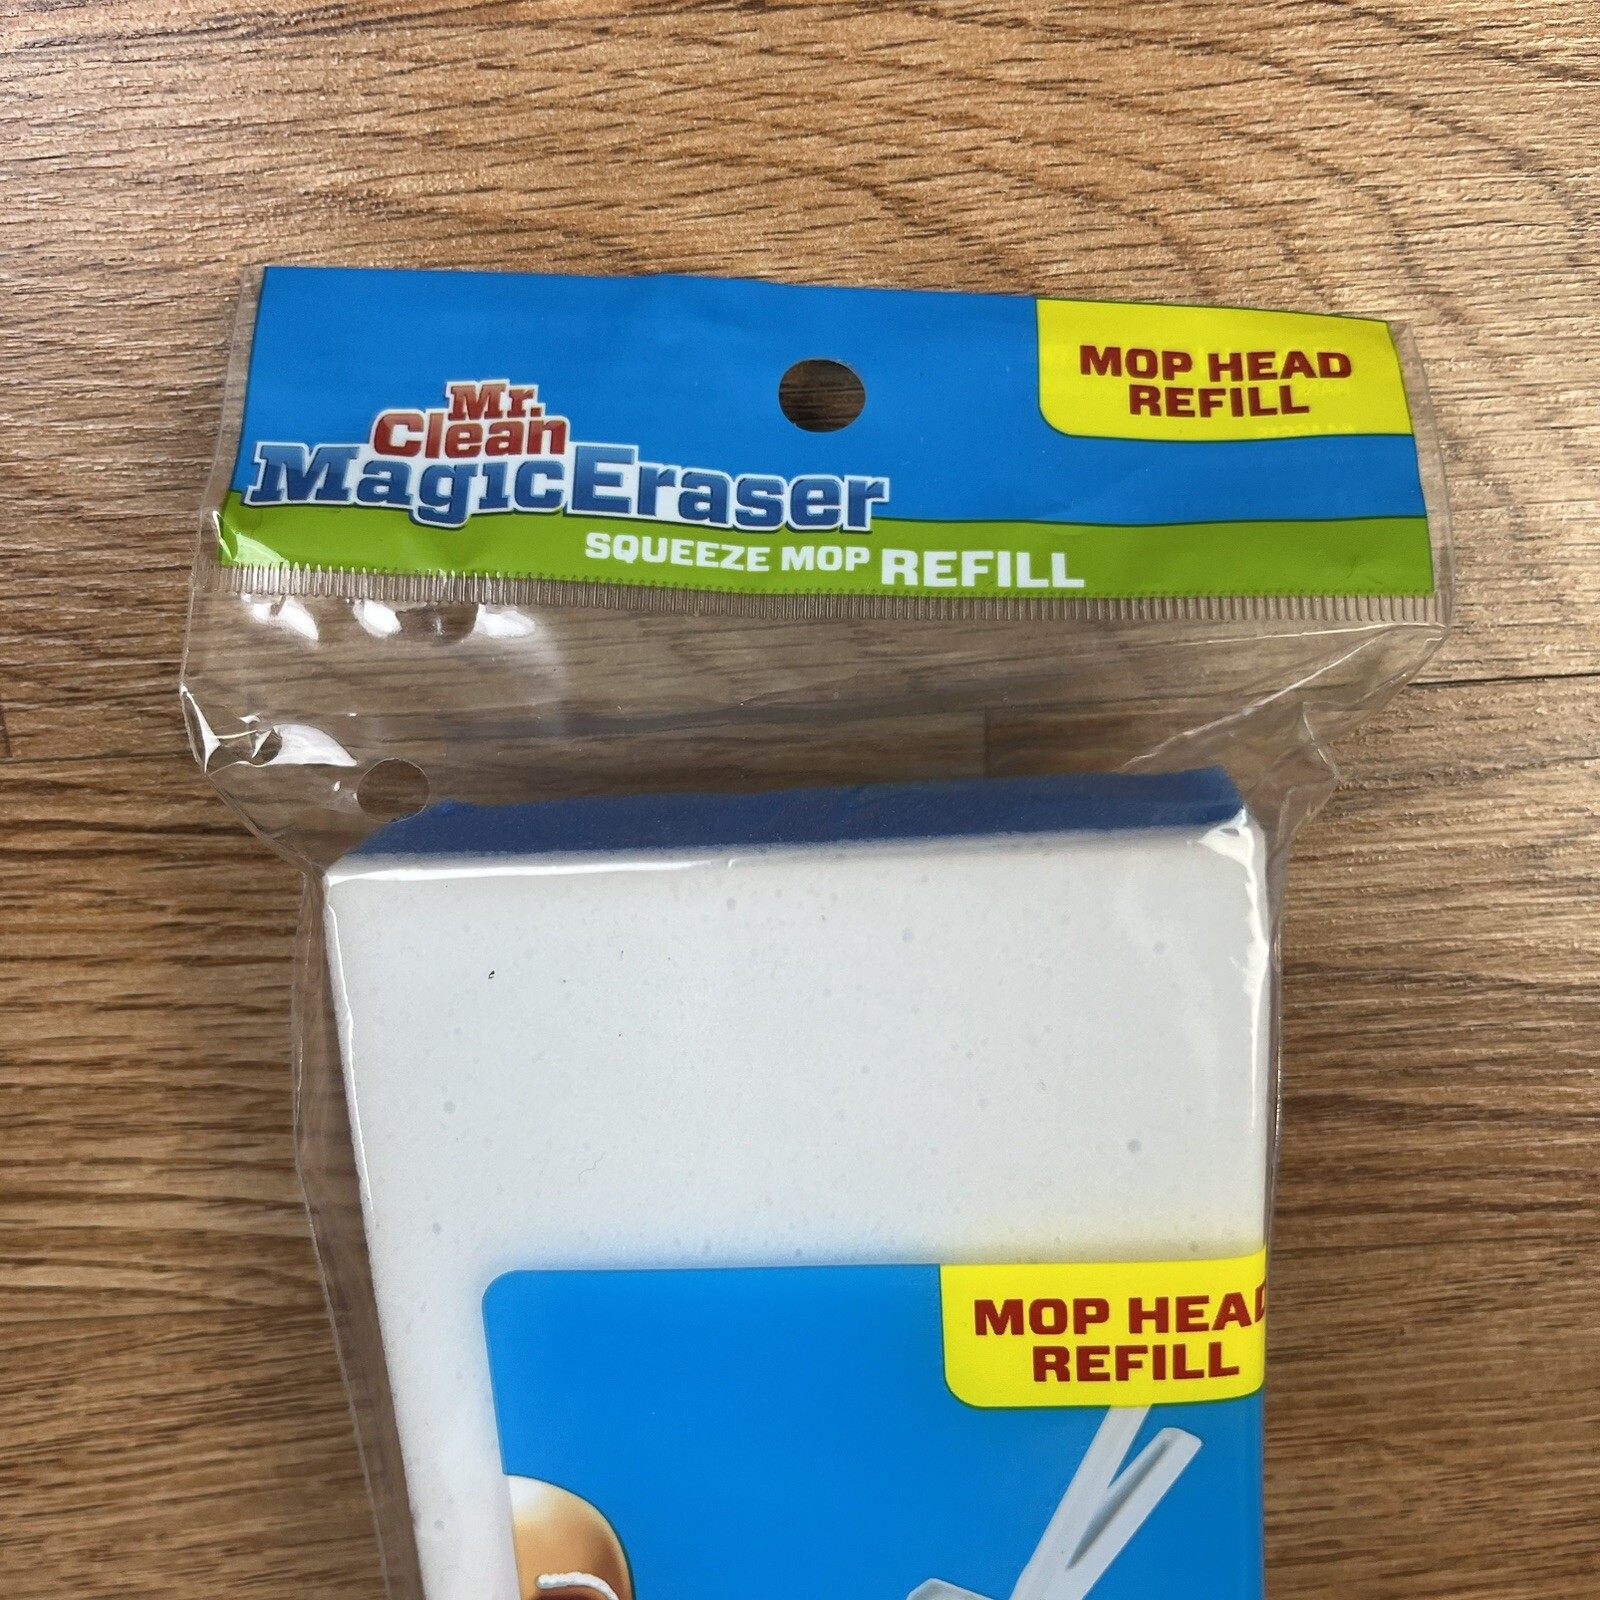 Mr.
Clean
MagicEraser
SQUEEZE MOP REFILL
MOP HEAD
REFILL
MOP HEAD
REFILL